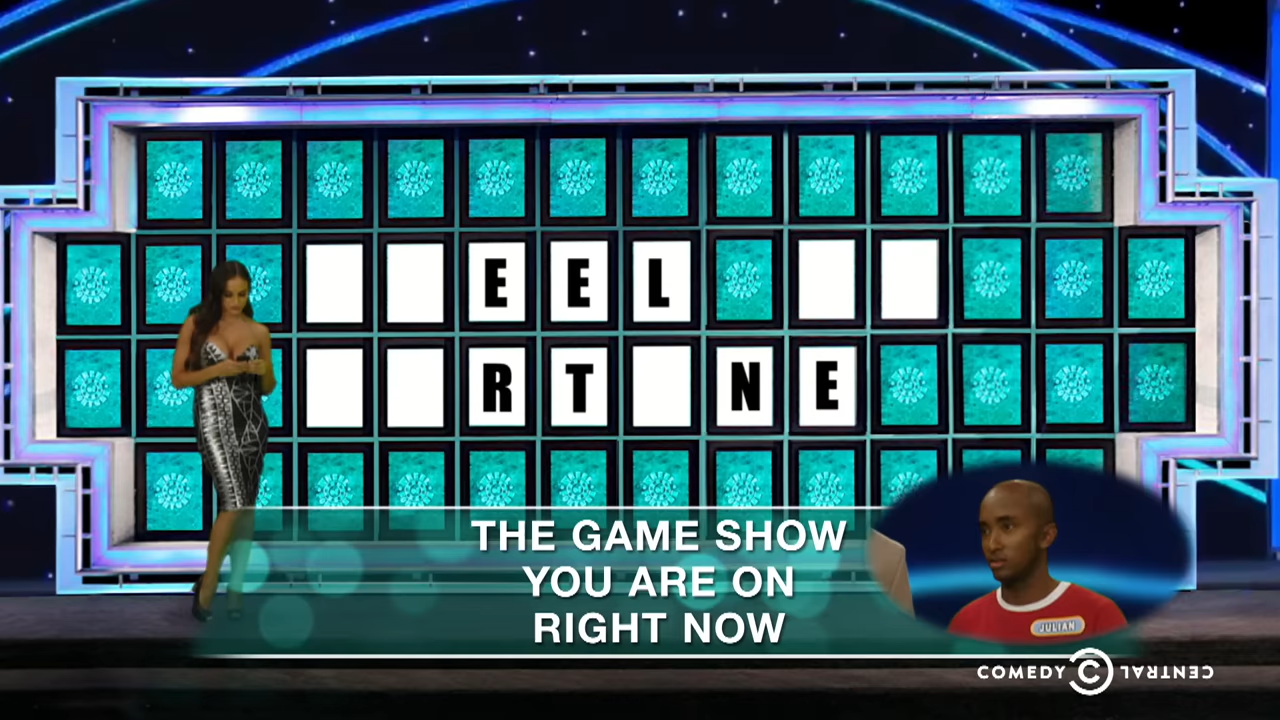 EEL
RT NE
THE GAME SHOW
YOU ARE ON
RIGHT NOW
JULIAN
COMEDY CENTRAL